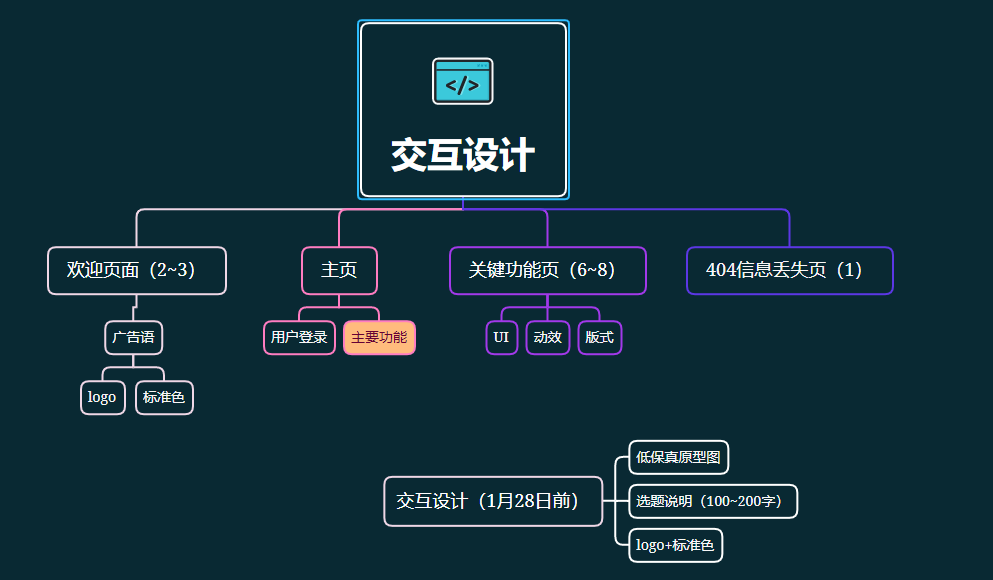 </>
交互设计
欢迎页面（2~3）
主页
关键功能页（6~8）
404信息丢失页（1）
广告语
用户登录
主要功能
UI
动效
版式
logo
标准色
低保真原型图
交互设计（1月28日前）
选题说明（100~200字）
logo+标准色